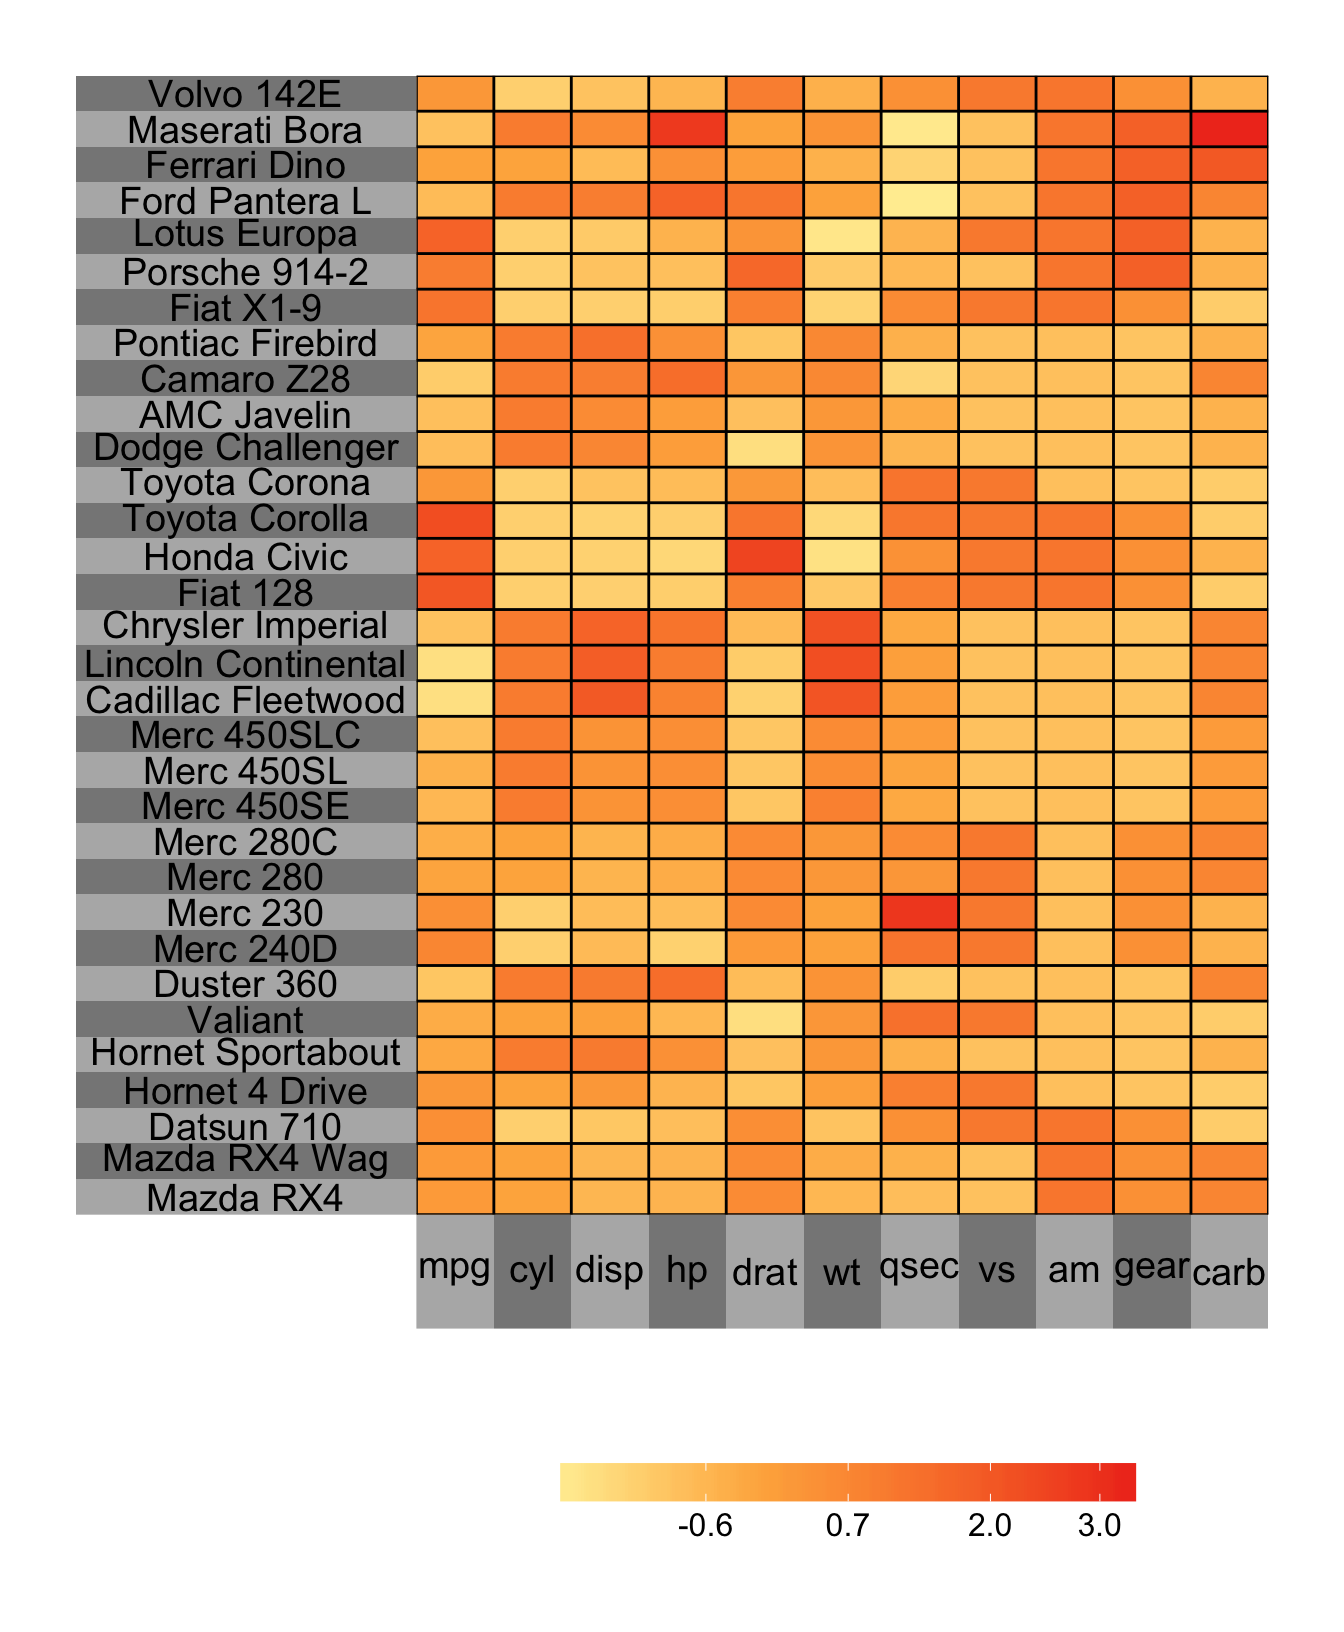 Volvo 142E
Maserati Bora
Ferrari Dino
Ford Pantera L
Lotus Europa
Porsche 914-2
Fiat X1-9
Pontiac Firebird
Camaro Z28
AMC Javelin
Dodge Challenger
Toyota Corona
Toyota Corolla
Honda Civic
Fiat 128
Chrysler Imperial
Lincoln Continental
Cadillac Fleetwood
Merc 450SLC
Merc 450SL
Merc 450SE
Merc 280C
Merc 280
Merc 230
Merc 240D
Duster 360
Valiant
Hornet Sportabout
Hornet 4 Drive
Datsun 710
Mazda RX4 Wag
Mazda RX4
mpg cyl disp hp drat wt qsec vs am gear carb
-0.6 0.7 2.0 3.0